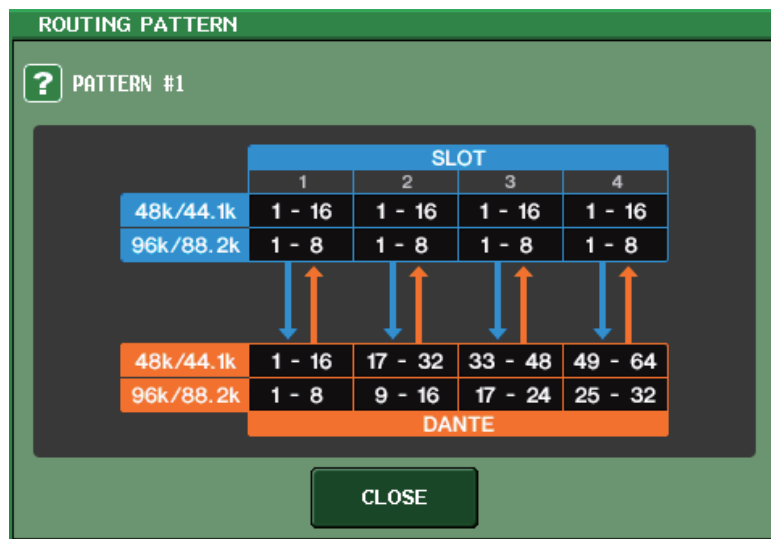 ROUTING PATTERN
? PATTERN #1
SLOT
1 2 3 4
48k/44.1k 1 - 16 1 - 16 1 - 16 1 - 16
96k/88.2k 1 - 8 1 - 8 1 - 8 1 - 8
48k/44.1k 1 - 16 17 - 32 33 - 48 49 - 64
96k/88.2k 1 - 8 9 - 16 17 - 24 25 - 32
DANTE
CLOSE